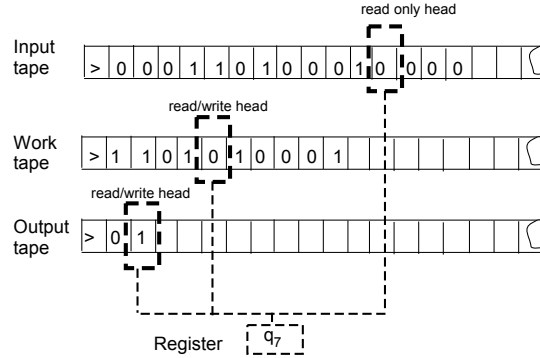 read only head
Input tape
> 0 0 0 1 1 0 1 0 0 0 1 0 0 0 0
read/write head
Work tape
> 1 1 0 1 0 1 0 0 0 1
read/write head
Output tape
> 0 1
Register q7